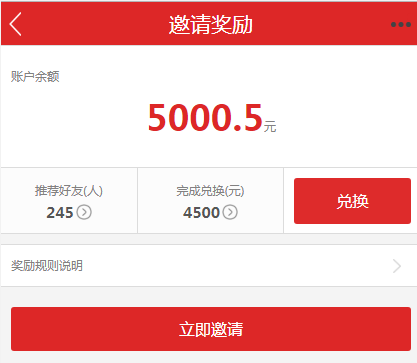 邀请奖励
账户余额
5000.5元
推荐好友(人)
245
完成兑换(元)
4500
兑换
奖励规则说明
立即邀请